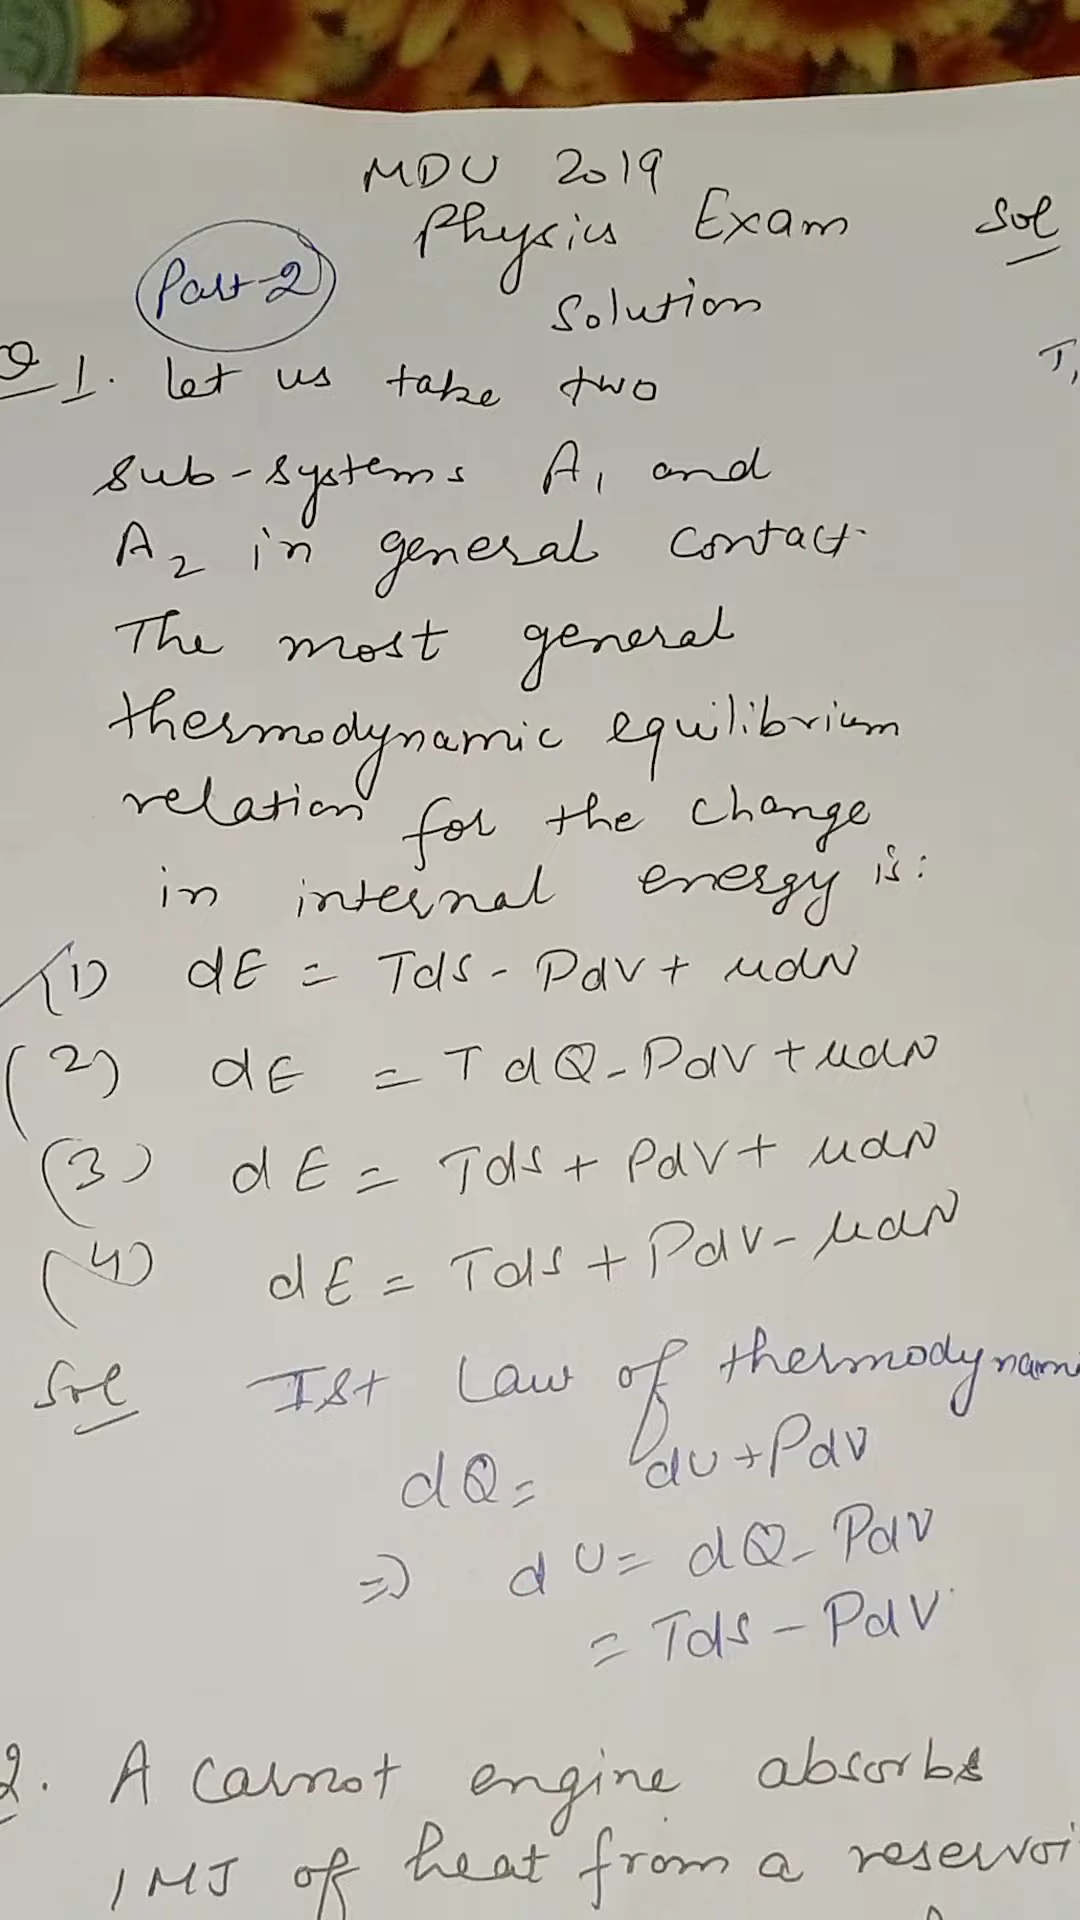 MDU 2019
Physics Exam
Solution
Part-2
Q 1. Let us take two
sub-systems A₁ and
A₂ in general contact.
The most general
thermodynamic equilibrium
relation for the change
in internal energy is:
(1) dE = Tds - PdV + μdN
(2) dE = TdQ - PdV + μdN
(3) dE = Tds + PdV + μdN
(4) dE = Tds + PdV - μdN
Sol Ist Law of thermodynami
dQ = dU + PdV
⇒ dU = dQ - PdV
= Tds - PdV
2. A Carnot engine absorbs
1MJ of heat from a reservoi
Sol
T₁